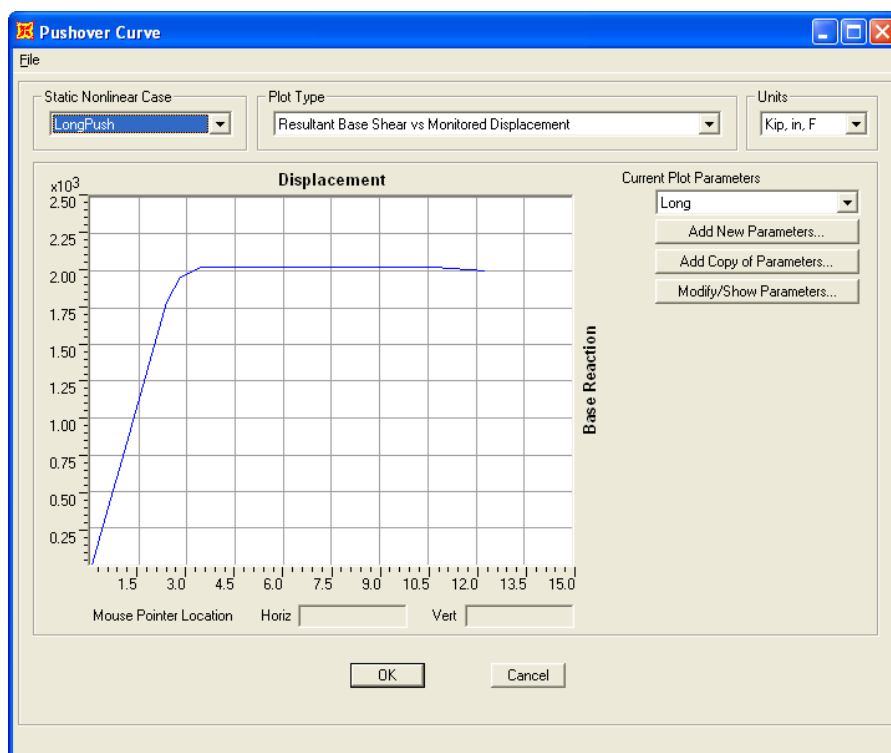 Pushover Curve
File
Static Nonlinear Case
LongPush
Plot Type
Resultant Base Shear vs Monitored Displacement
Units
Kip, in, F
Displacement
x10³
2.50
2.25
2.00
1.75
1.50
1.25
1.00
0.75
0.50
0.25
1.5 3.0 4.5 6.0 7.5 9.0 10.5 12.0 13.5 15.0
Base Reaction
Current Plot Parameters
Long
Add New Parameters...
Add Copy of Parameters...
Modify/Show Parameters...
Mouse Pointer Location Horiz Vert
OK Cancel